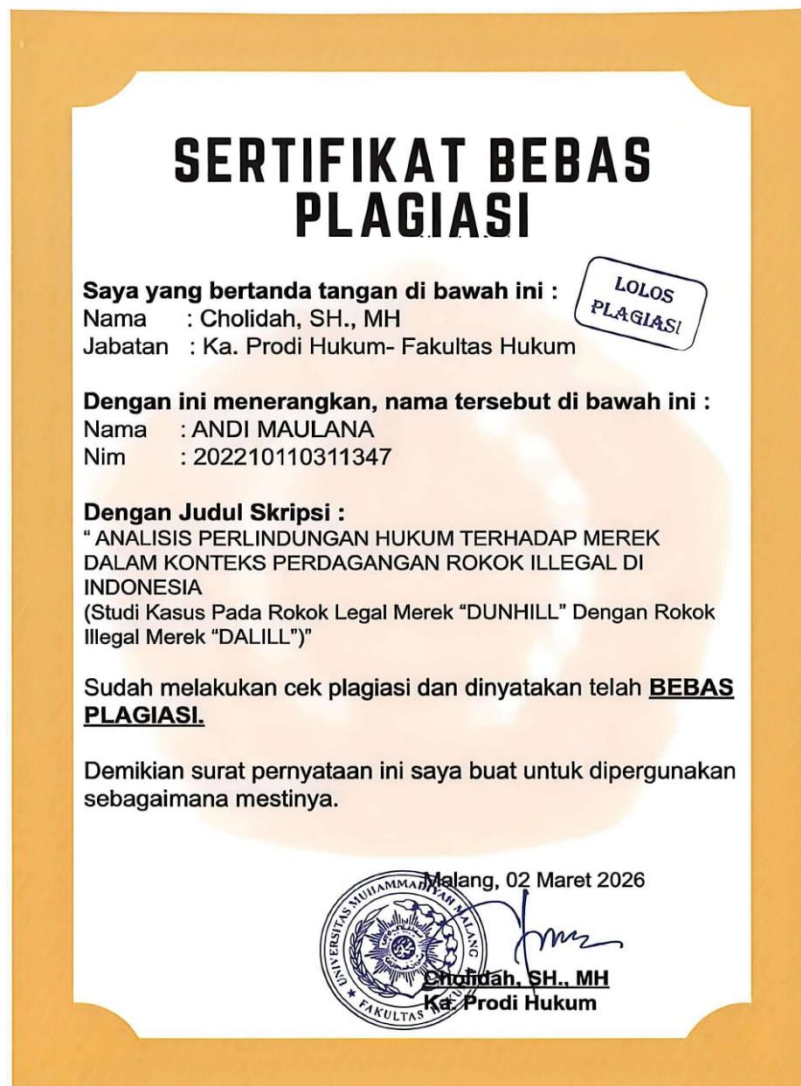 SERTIFIKAT BEBAS
PLAGIASI
LOLOS
PLAGIASI
Saya yang bertanda tangan di bawah ini :
Nama : Cholidah, SH., MH
Jabatan : Ka. Prodi Hukum- Fakultas Hukum
Dengan ini menerangkan, nama tersebut di bawah ini :
Nama : ANDI MAULANA
Nim : 202210110311347
Dengan Judul Skripsi :
“ ANALISIS PERLINDUNGAN HUKUM TERHADAP MEREK
DALAM KONTEKS PERDAGANGAN ROKOK ILLEGAL DI
INDONESIA
(Studi Kasus Pada Rokok Legal Merek “DUNHILL” Dengan Rokok
Illegal Merek “DALILL”)”
Sudah melakukan cek plagiasi dan dinyatakan telah BEBAS
PLAGIASI.
Demikian surat pernyataan ini saya buat untuk dipergunakan
sebagaimana mestinya.
Malang, 02 Maret 2026
UNIVERSITAS MUHAMMADIYAH MALANG
FAKULTAS HUKUM
Cholidah, SH., MH
Ka. Prodi Hukum